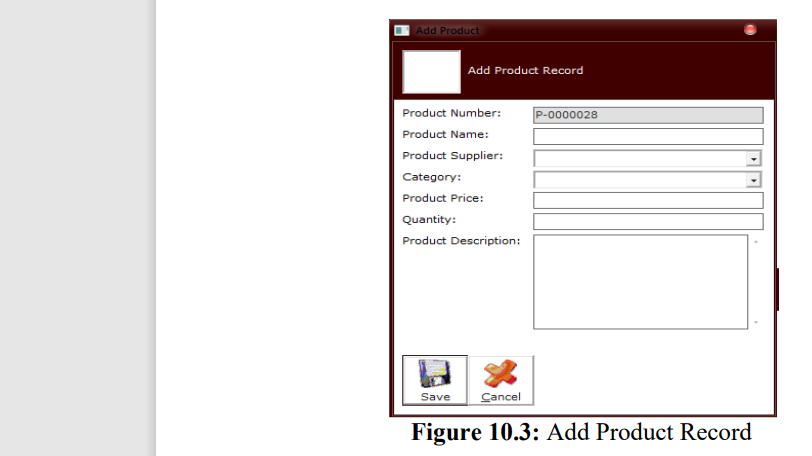 Add Product
Add Product Record
Product Number: P-0000028
Product Name:
Product Supplier:
Category:
Product Price:
Quantity:
Product Description:
Save Cancel
Figure 10.3: Add Product Record